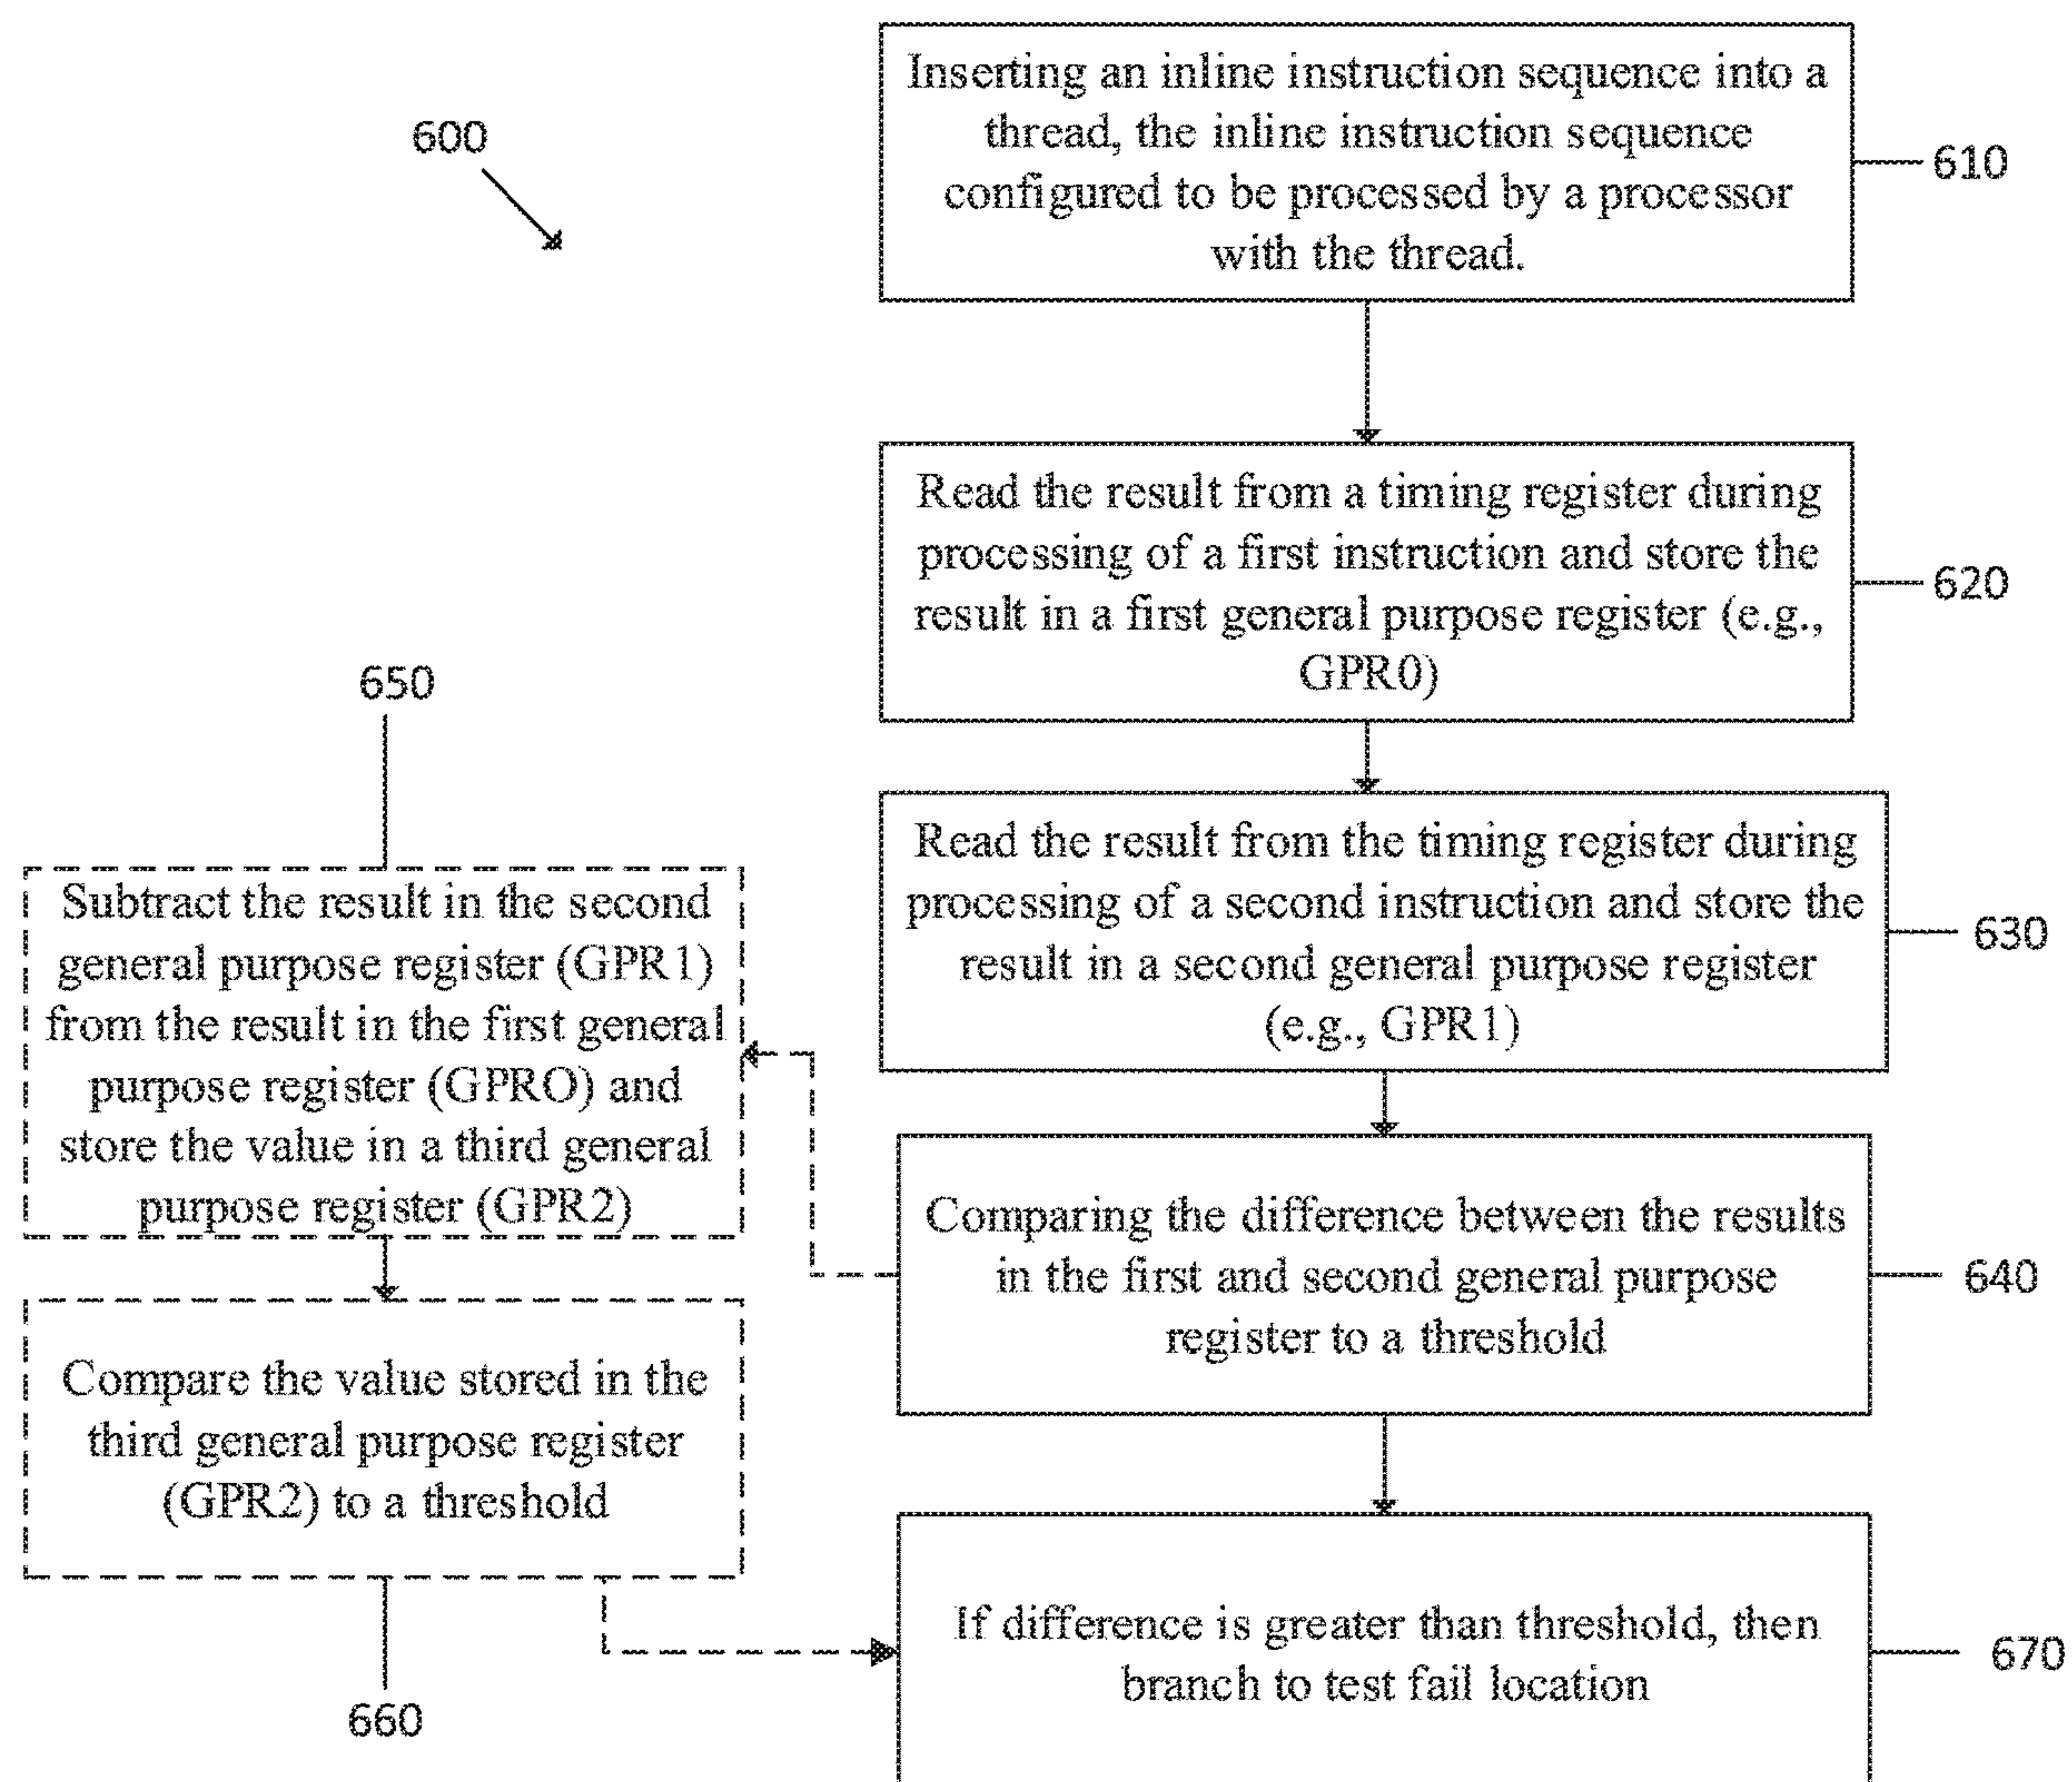 600
Inserting an inline instruction sequence into a
thread, the inline instruction sequence
configured to be processed by a processor
with the thread.
610
Read the result from a timing register during
processing of a first instruction and store the
result in a first general purpose register (e.g.,
GPR0)
620
Read the result from the timing register during
processing of a second instruction and store the
result in a second general purpose register
(e.g., GPR1)
630
Comparing the difference between the results
in the first and second general purpose
register to a threshold
640
650
Subtract the result in the second
general purpose register (GPR1)
from the result in the first general
purpose register (GPRO) and
store the value in a third general
purpose register (GPR2)
Compare the value stored in the
third general purpose register
(GPR2) to a threshold
660
If difference is greater than threshold, then
branch to test fail location
670